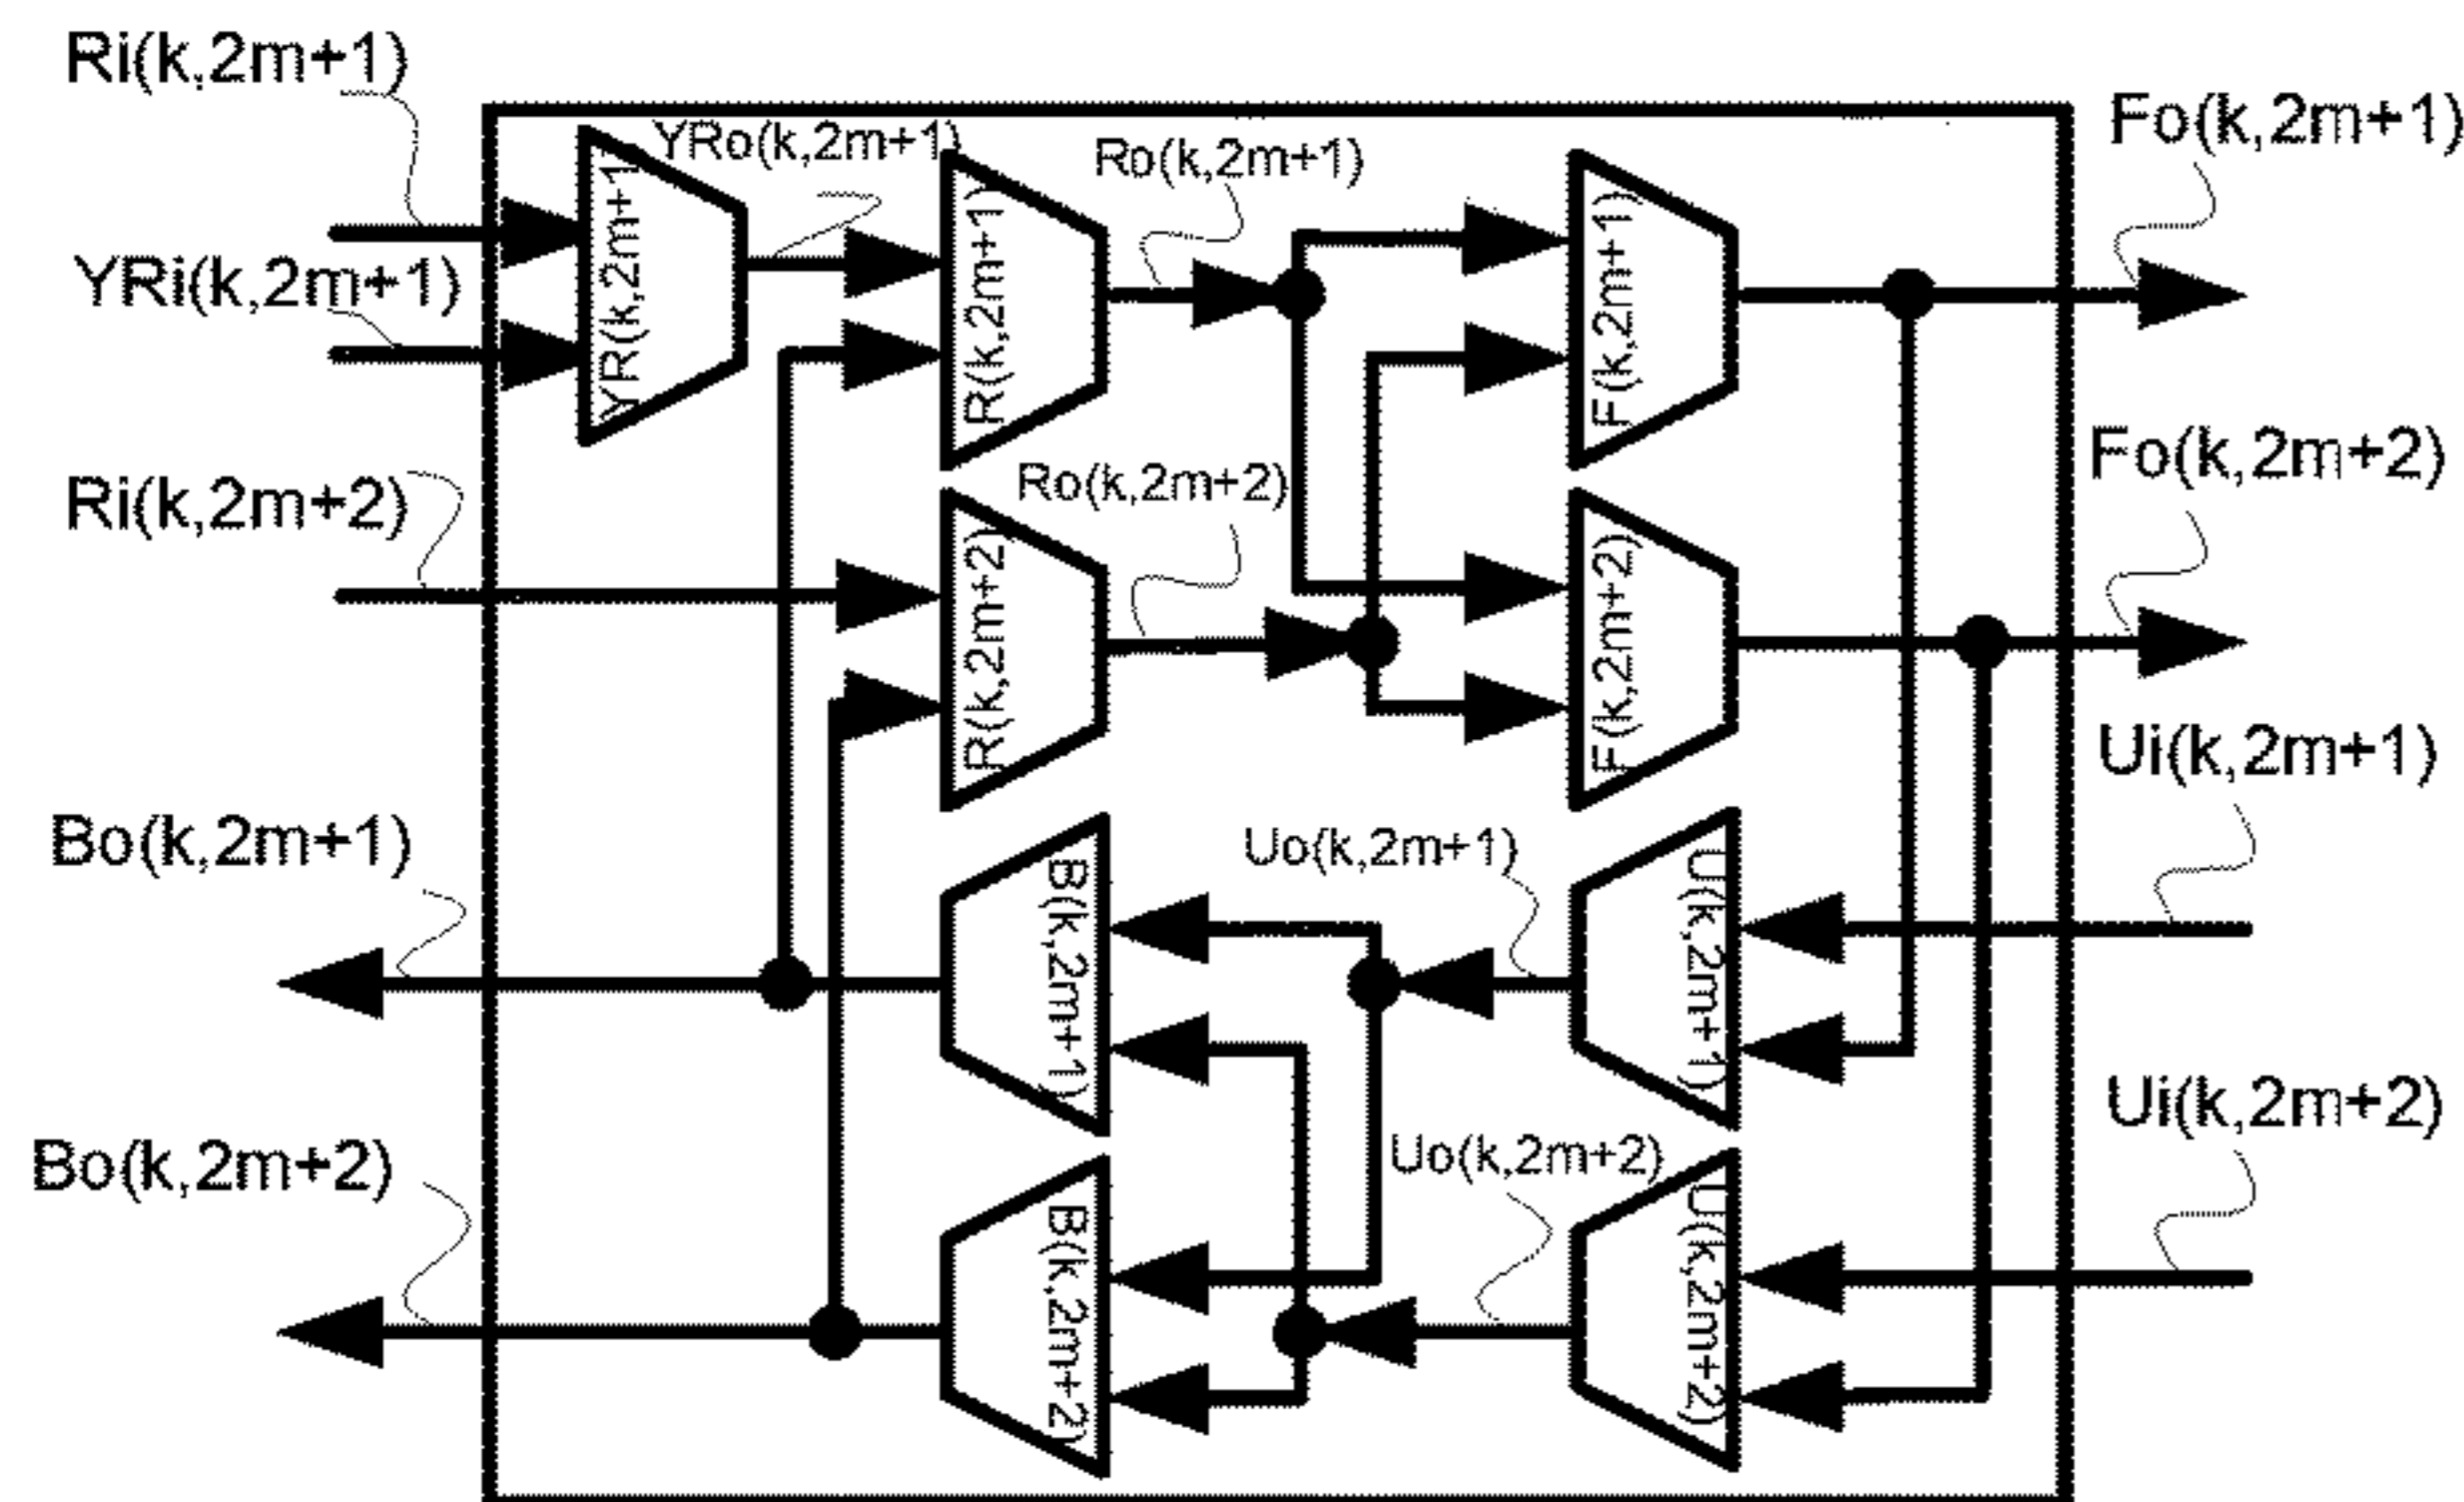 Ri(k,2m+1)
YRi(k,2m+1)
Ri(k,2m+2)
Bo(k,2m+1)
Bo(k,2m+2)
YR(k,2m+1
YRo(k,2m+1)
R(k,2m+1)
Ro(k,2m+1)
F(k,2m+1)
R(k,2m+2)
Ro(k,2m+2)
F(k,2m+2)
B(k,2m+1)
Uo(k,2m+1)
U(k,2m+1)
B(k,2m+2)
Uo(k,2m+2)
U(k,2m+2)
Fo(k,2m+1)
Fo(k,2m+2)
Ui(k,2m+1)
Ui(k,2m+2)